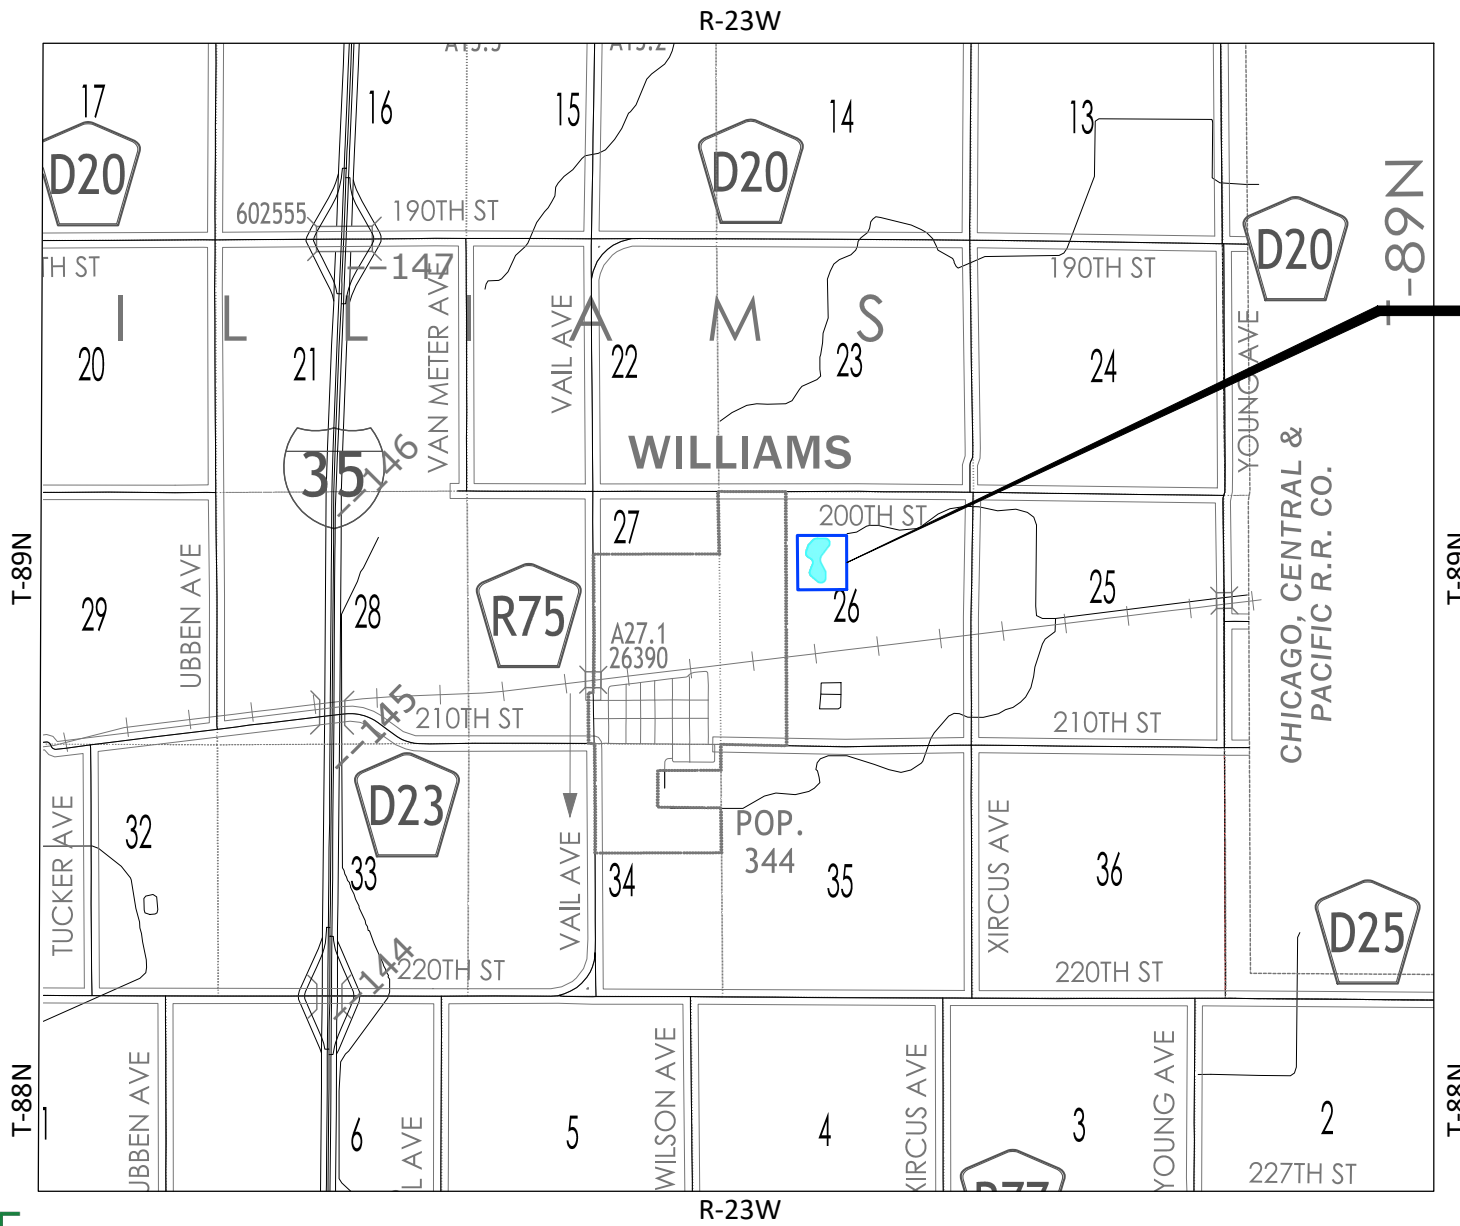 R-23W
17
16
15
14
13
D20
D20
D20
602555
190TH ST
TH ST
--147
190TH ST
T-89N
I L L I A M S
20
21
22
23
24
VAN METER AVE
VAIL AVE
YOUNG AVE
WILLIAMS
35
--146
CHICAGO, CENTRAL &
PACIFIC R.R. CO.
27
200TH ST
T-89N
T-89N
UBBEN AVE
29
28
R75
26
25
A27.1
26390
--145
210TH ST
210TH ST
D23
TUCKER AVE
32
33
VAIL AVE
34
POP.
344
35
XIRCUS AVE
36
D25
--144
220TH ST
220TH ST
T-88N
T-88N
1
UBBEN AVE
6
L AVE
5
WILSON AVE
4
XIRCUS AVE
3
YOUNG AVE
2
227TH ST
R-23W